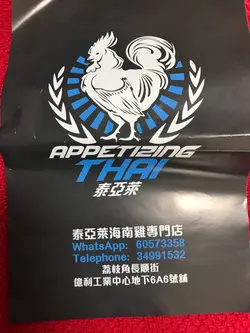 APPETIZING
THAI
泰亞萊
泰亞萊海南雞專門店
WhatsApp: 60573358
Telephone: 34991532
荔枝角長順街
億利工業中心地下6A6號鋪